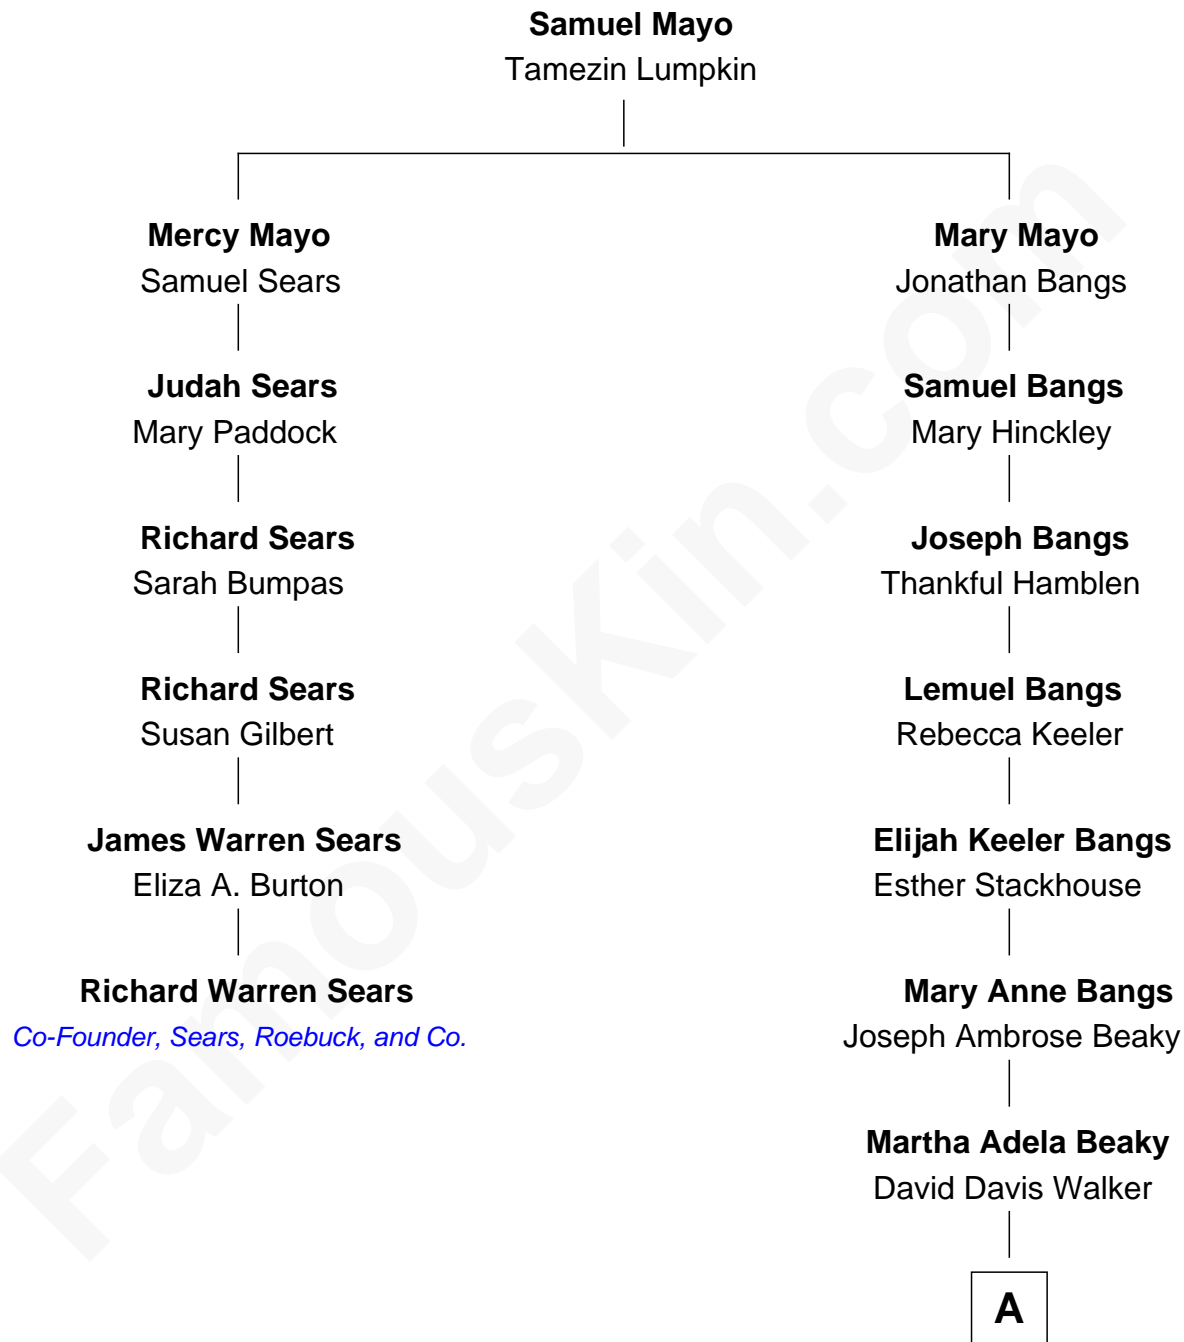 Samuel Mayo
Tamezin Lumpkin
Mercy Mayo
Samuel Sears
Mary Mayo
Jonathan Bangs
Judah Sears
Mary Paddock
Samuel Bangs
Mary Hinckley
Richard Sears
Sarah Bumpas
Joseph Bangs
Thankful Hamblen
Richard Sears
Susan Gilbert
Lemuel Bangs
Rebecca Keeler
James Warren Sears
Eliza A. Burton
Elijah Keeler Bangs
Esther Stackhouse
Richard Warren Sears
Co-Founder, Sears, Roebuck, and Co.
Mary Anne Bangs
Joseph Ambrose Beaky
Martha Adela Beaky
David Davis Walker
A
FamousKin.com